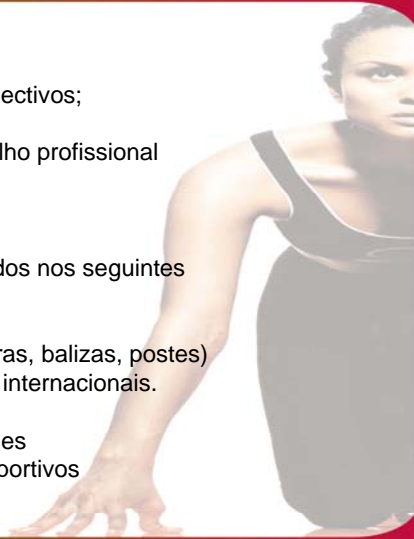 ectivos;
lho profissional
dos nos seguintes
ras, balizas, postes)
internacionais.
es
portivos